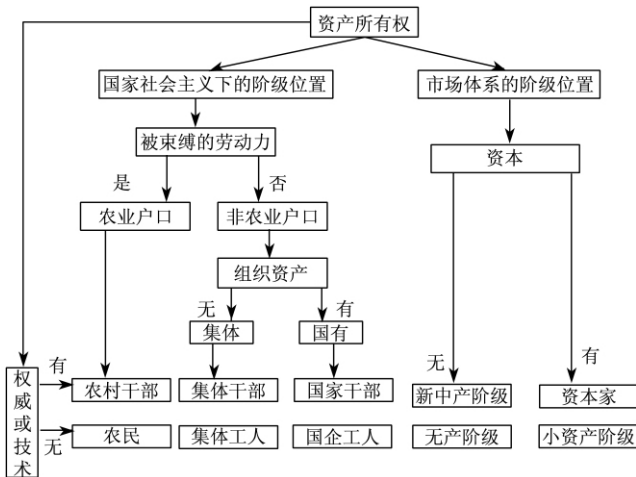 资产所有权
国家社会主义下的阶级位置
市场体系的阶级位置
被束缚的劳动力
资本
是
否
农业户口
非农业户口
组织资产
无
有
集体
国有
权威或技术
有
无
有
农村干部
集体干部
国家干部
新中产阶级
资本家
无
农民
集体工人
国企工人
无产阶级
小资产阶级